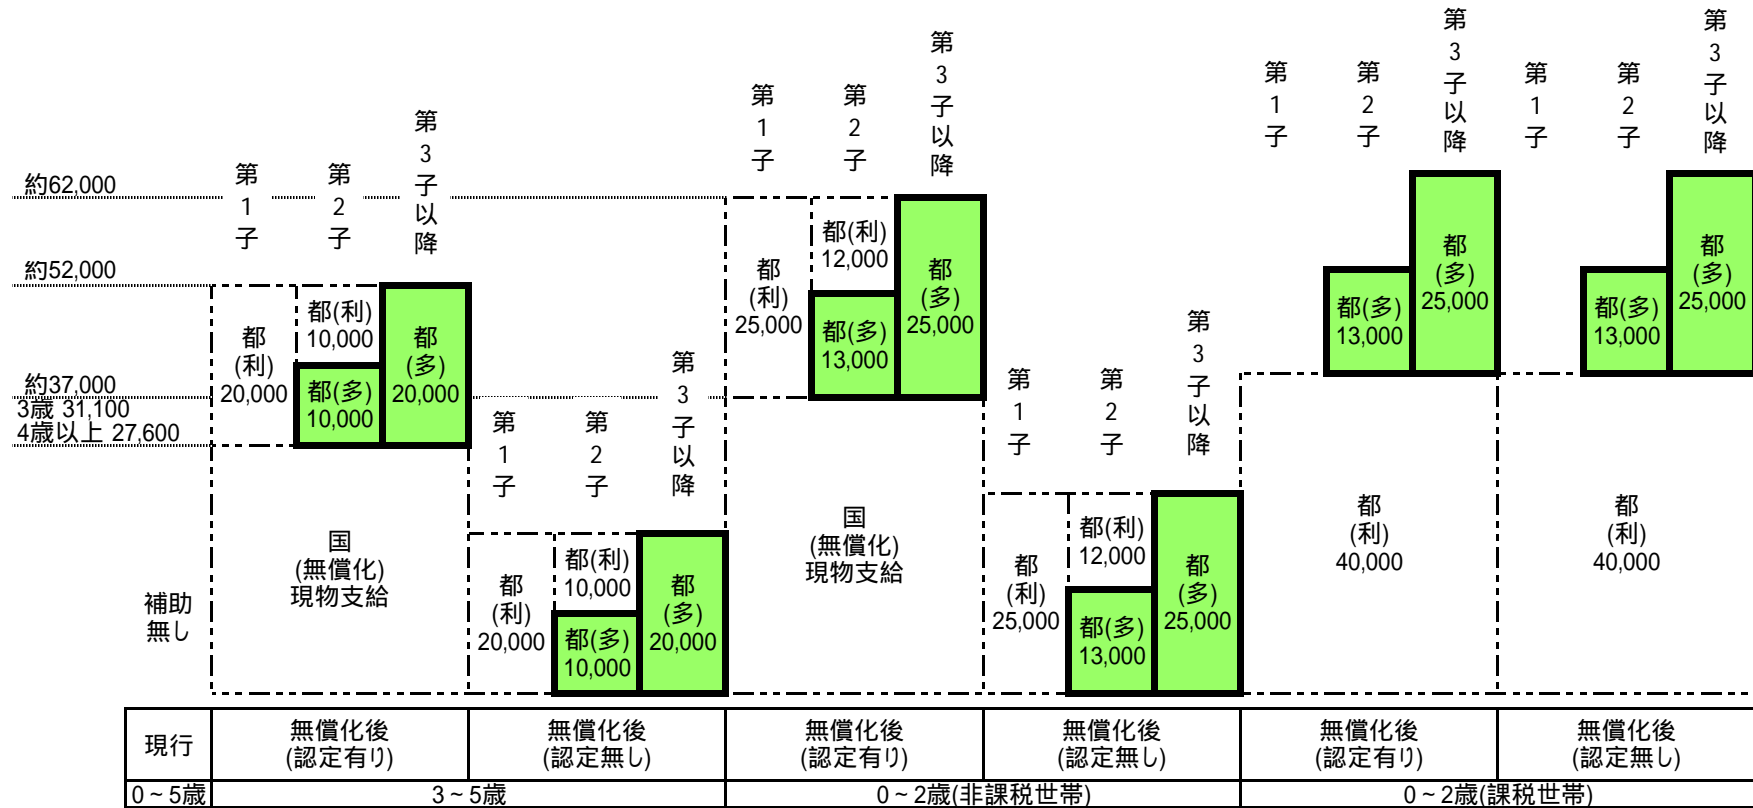 約62,000
約52,000
約37,000
3歳 31,100
4歳以上 27,600
補助
無し
第1子
第2子
第3子以降
都
(利)
20,000
都(利)
10,000
都(多)
10,000
都
(多)
20,000
国
(無償化)
現物支給
第1子
第2子
第3子以降
都
(利)
20,000
都(利)
10,000
都(多)
10,000
都
(多)
20,000
第1子
第2子
第3子以降
都
(利)
25,000
都(利)
12,000
都(多)
13,000
都
(多)
25,000
国
(無償化)
現物支給
第1子
第2子
第3子以降
都
(利)
25,000
都(利)
12,000
都(多)
13,000
都
(多)
25,000
第1子
第2子
第3子以降
都(多)
13,000
都
(多)
25,000
都
(利)
40,000
第1子
第2子
第3子以降
都(多)
13,000
都
(多)
25,000
都
(利)
40,000
現行
無償化後
(認定有り)
無償化後
(認定無し)
無償化後
(認定有り)
無償化後
(認定無し)
無償化後
(認定有り)
無償化後
(認定無し)
0~5歳
3~5歳
0~2歳(非課税世帯)
0~2歳(課税世帯)